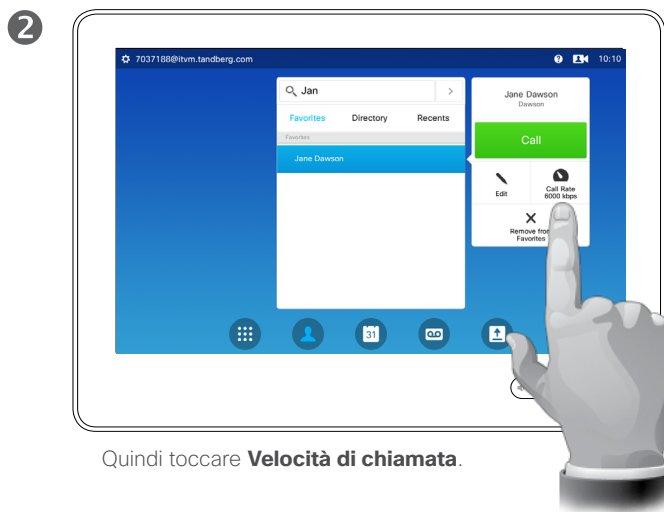 2
7037188@itvm.tandberg.com
? 10:10
Jan
Favorites Directory Recents
Favorites
Jane Dawson
Jane Dawson
Dawson
Call
Edit
Call Rate
6000 kbps
Remove from
Favorites
31
Quindi toccare Velocità di chiamata.